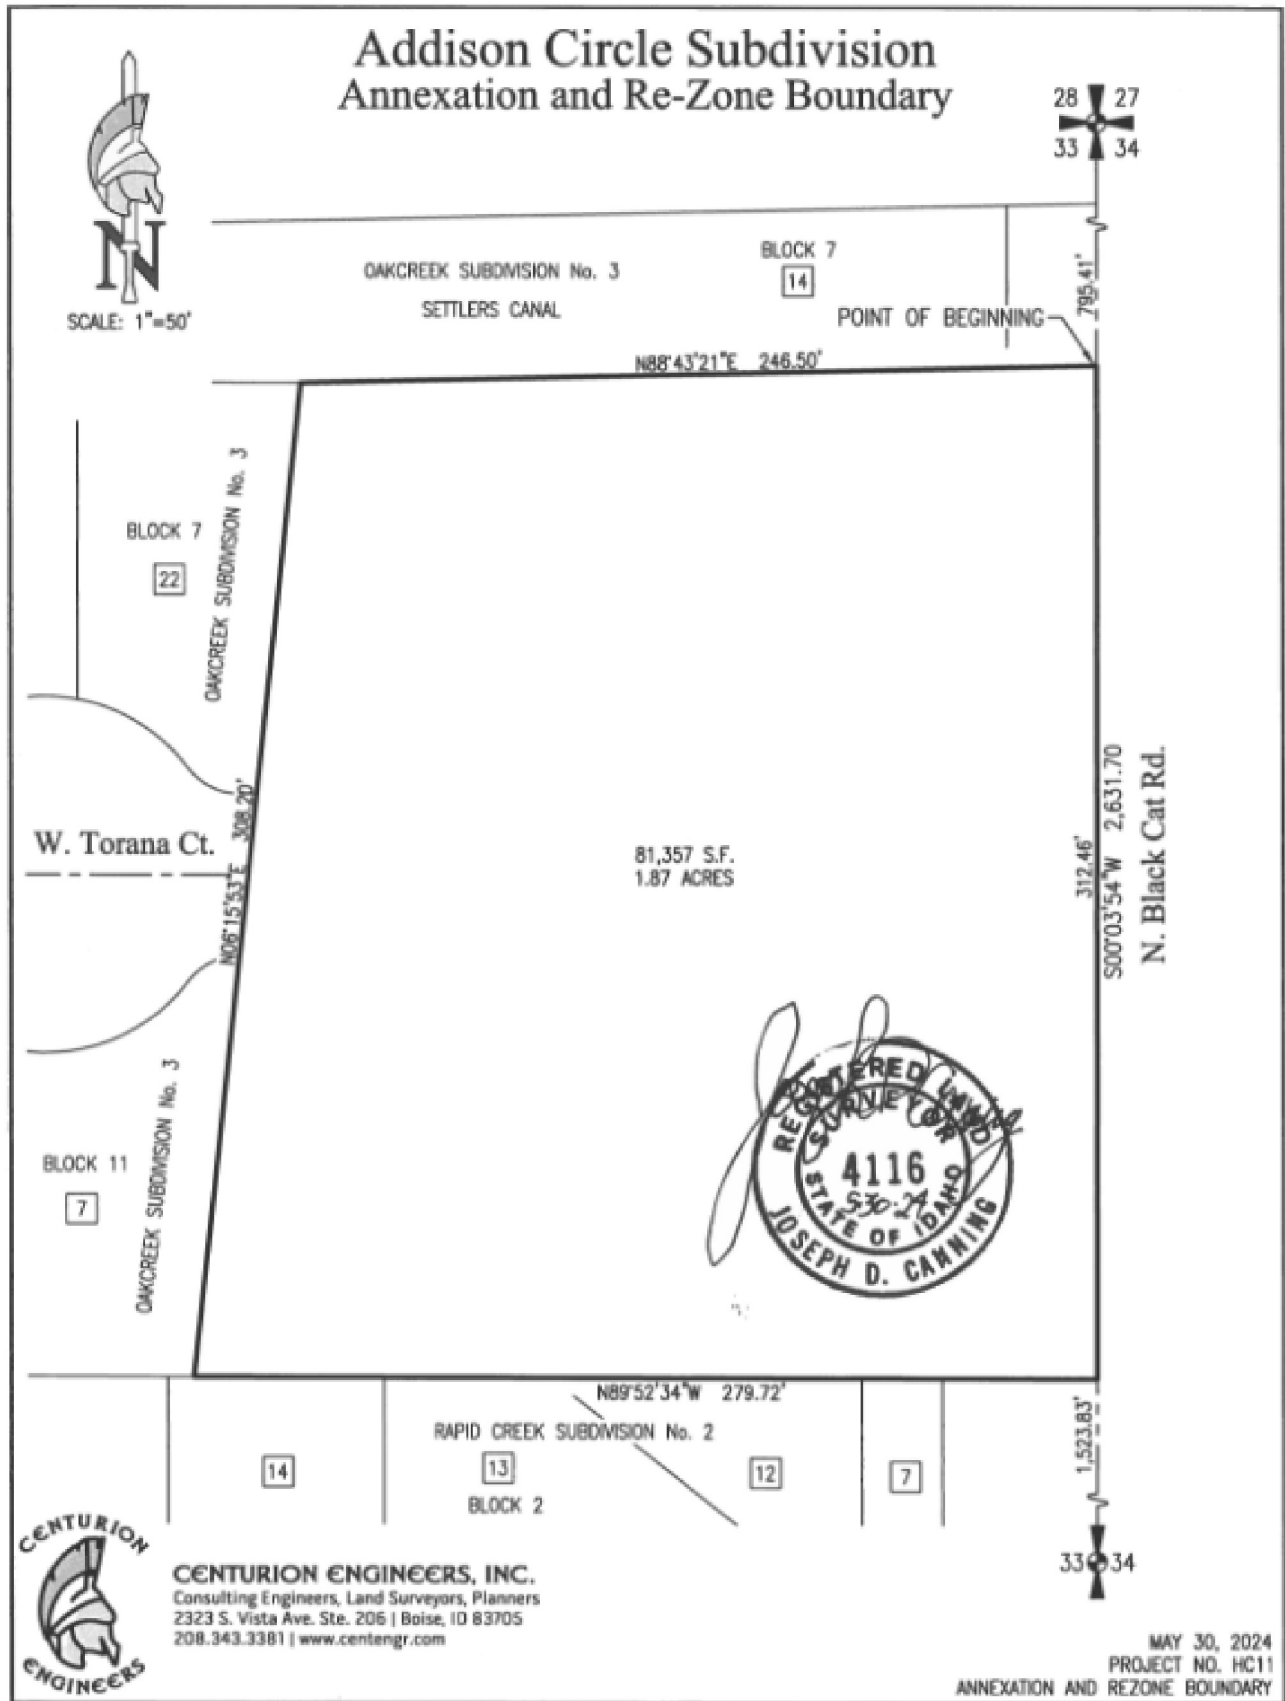 Addison Circle Subdivision
Annexation and Re-Zone Boundary
28 27
33 34
N
SCALE: 1"=50'
OAKCREEK SUBDIVISION No. 3
SETTLERS CANAL
BLOCK 7
14
POINT OF BEGINNING
795.41'
N88°43'21"E 246.50'
BLOCK 7
22
OAKCREEK SUBDIVISION No. 3
W. Torana Ct.
N06°15'53"E 308.20'
81,357 S.F.
1.87 ACRES
312.46'
S00°03'54"W 2,631.70
N. Black Cat Rd.
BLOCK 11
7
OAKCREEK SUBDIVISION No. 3
REGISTERED LAND
SURVEYOR
4116
5-30-24
STATE OF IDAHO
JOSEPH D. CANNING
N89°52'34"W 279.72'
RAPID CREEK SUBDIVISION No. 2
14
13
12
7
BLOCK 2
1,523.83'
33 34
CENTURION
ENGINEERS
CENTURION ENGINEERS, INC.
Consulting Engineers, Land Surveyors, Planners
2323 S. Vista Ave. Ste. 206 | Boise, ID 83705
208.343.3381 | www.centengr.com
MAY 30, 2024
PROJECT NO. HC11
ANNEXATION AND REZONE BOUNDARY